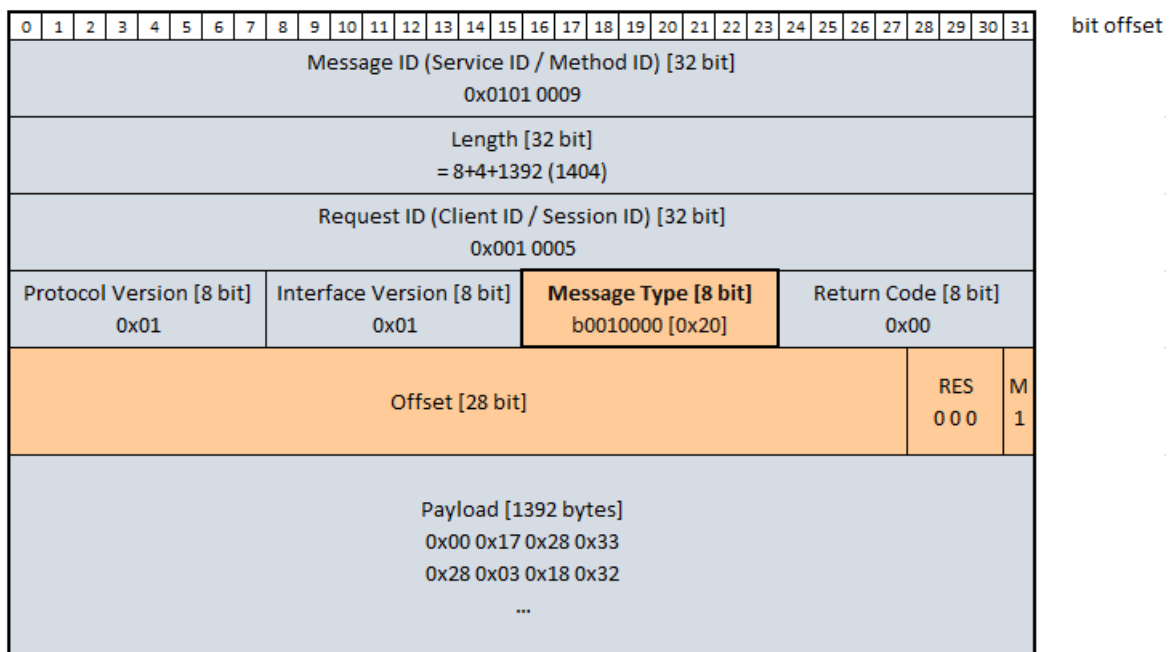 0 1 2 3 4 5 6 7 8 9 10 11 12 13 14 15 16 17 18 19 20 21 22 23 24 25 26 27 28 29 30 31 bit offset
Message ID (Service ID / Method ID) [32 bit]
0x0101 0009
Length [32 bit]
= 8+4+1392 (1404)
Request ID (Client ID / Session ID) [32 bit]
0x001 0005
Protocol Version [8 bit] Interface Version [8 bit] Message Type [8 bit] Return Code [8 bit]
0x01 0x01 b0010000 [0x20] 0x00
Offset [28 bit] RES M
0 0 0 1
Payload [1392 bytes]
0x00 0x17 0x28 0x33
0x28 0x03 0x18 0x32
...